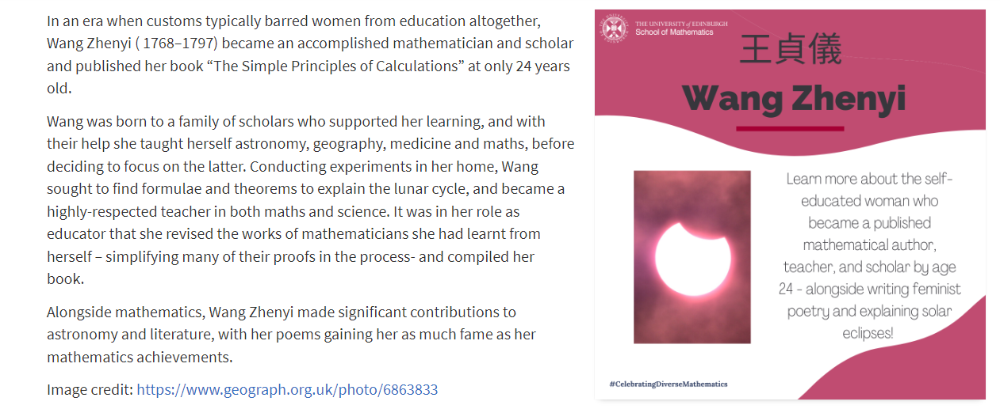 In an era when customs typically barred women from education altogether,
Wang Zhenyi ( 1768–1797) became an accomplished mathematician and scholar
and published her book “The Simple Principles of Calculations” at only 24 years
old.
Wang was born to a family of scholars who supported her learning, and with
their help she taught herself astronomy, geography, medicine and maths, before
deciding to focus on the latter. Conducting experiments in her home, Wang
sought to find formulae and theorems to explain the lunar cycle, and became a
highly-respected teacher in both maths and science. It was in her role as
educator that she revised the works of mathematicians she had learnt from
herself – simplifying many of their proofs in the process- and compiled her
book.
Alongside mathematics, Wang Zhenyi made significant contributions to
astronomy and literature, with her poems gaining her as much fame as her
mathematics achievements.
Image credit: https://www.geograph.org.uk/photo/6863833
THE UNIVERSITY of EDINBURGH
School of Mathematics
王貞儀
Wang Zhenyi
Learn more about the self-
educated woman who
became a published
mathematical author,
teacher, and scholar by age
24 - alongside writing feminist
poetry and explaining solar
eclipses!
#CelebratingDiverseMathematics